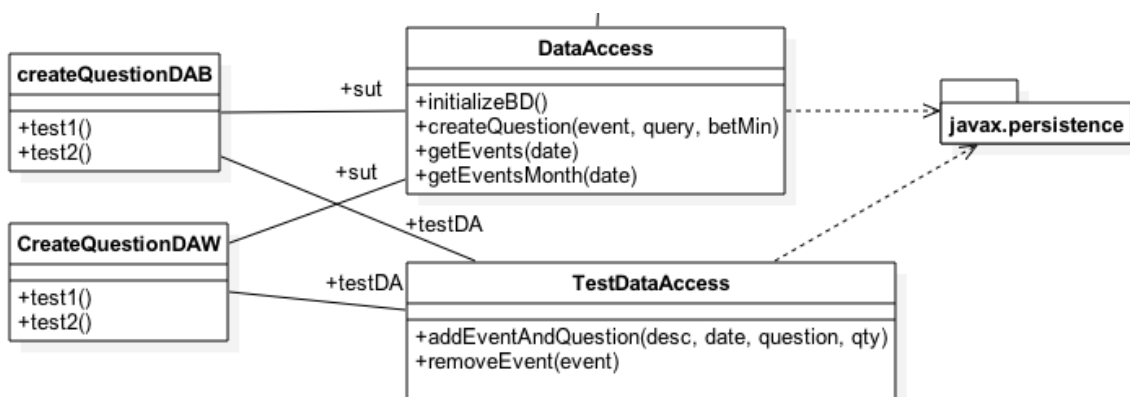 createQuestionDAB
+test1()
+test2()
+sut
DataAccess
+initializeBD()
+createQuestion(event, query, betMin)
+getEvents(date)
+getEventsMonth(date)
javax.persistence
+sut
CreateQuestionDAW
+test1()
+test2()
+testDA
+testDA
TestDataAccess
+addEventAndQuestion(desc, date, question, qty)
+removeEvent(event)